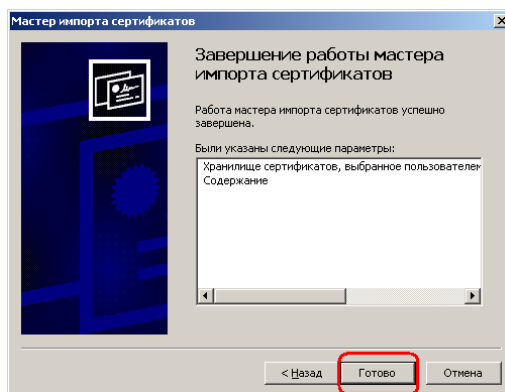 Мастер импорта сертификатов
Завершение работы мастера
импорта сертификатов
Работа мастера импорта сертификатов успешно
завершена.
Были указаны следующие параметры:
Хранилище сертификатов, выбранное пользователем
Содержание
< Назад
Готово
Отмена